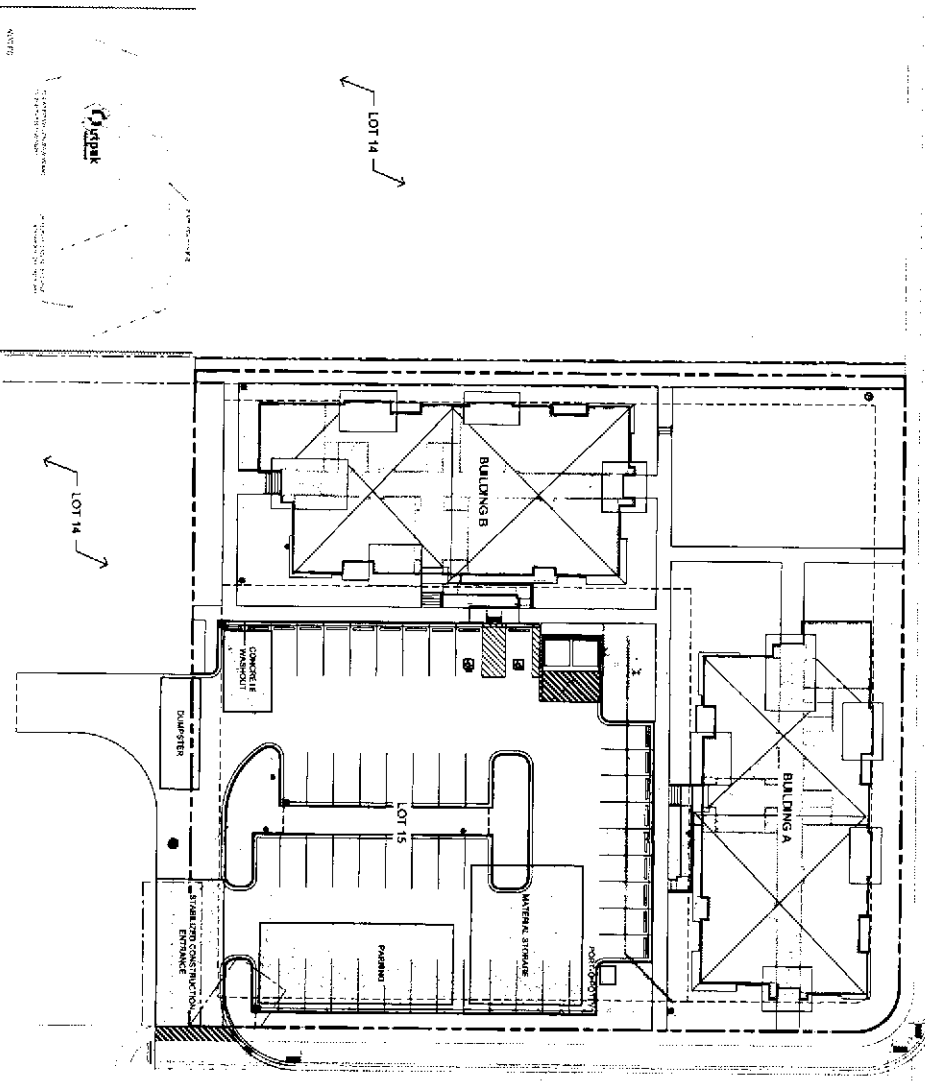 LOT 14
LOT 14
BUILDING B
BUILDING A
CONCRETE
WASHOUT
DUMPSTER
LOT 15
MATERIAL STORAGE
PARKING
PORT-O-POTTY
STABILIZED CONSTRUCTION
ENTRANCE
Outpak